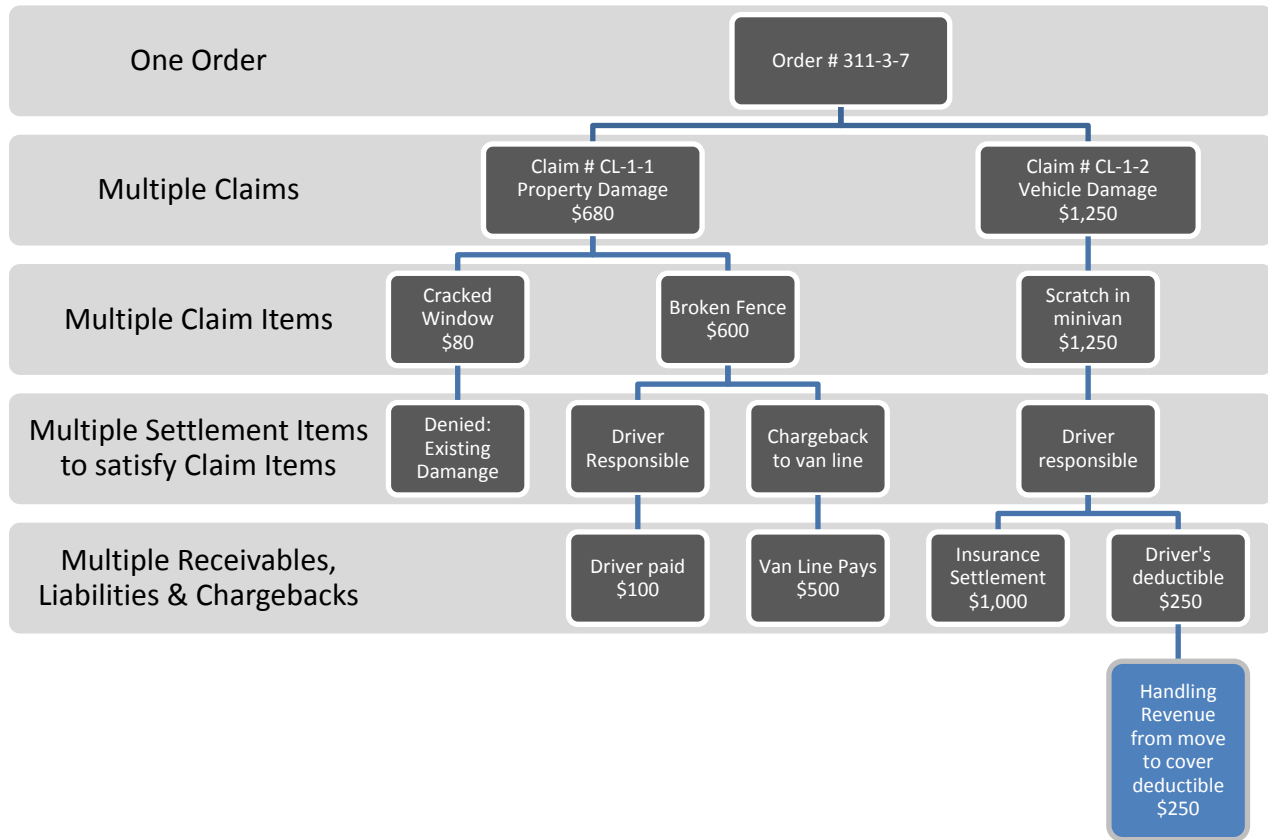 One Order
Order # 311-3-7
Multiple Claims
Claim # CL-1-1
Property Damage
$680
Claim # CL-1-2
Vehicle Damage
$1,250
Multiple Claim Items
Cracked
Window
$80
Broken Fence
$600
Scratch in
minivan
$1,250
Multiple Settlement Items
to satisfy Claim Items
Denied:
Existing
Damange
Driver
Responsible
Chargeback
to van line
Driver
responsible
Multiple Receivables,
Liabilities & Chargebacks
Driver paid
$100
Van Line Pays
$500
Insurance
Settlement
$1,000
Driver's
deductible
$250
Handling
Revenue
from move
to cover
deductible
$250